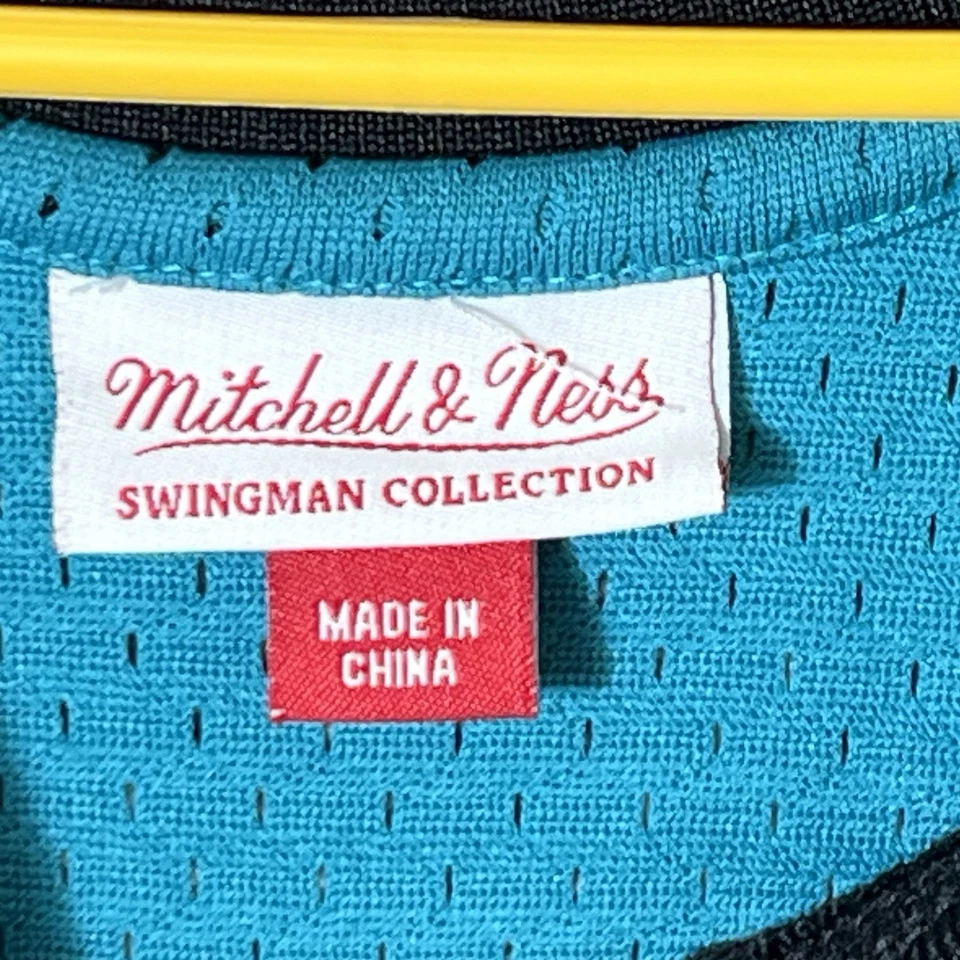 Mitchell & Ness
SWINGMAN COLLECTION
MADE IN
CHINA